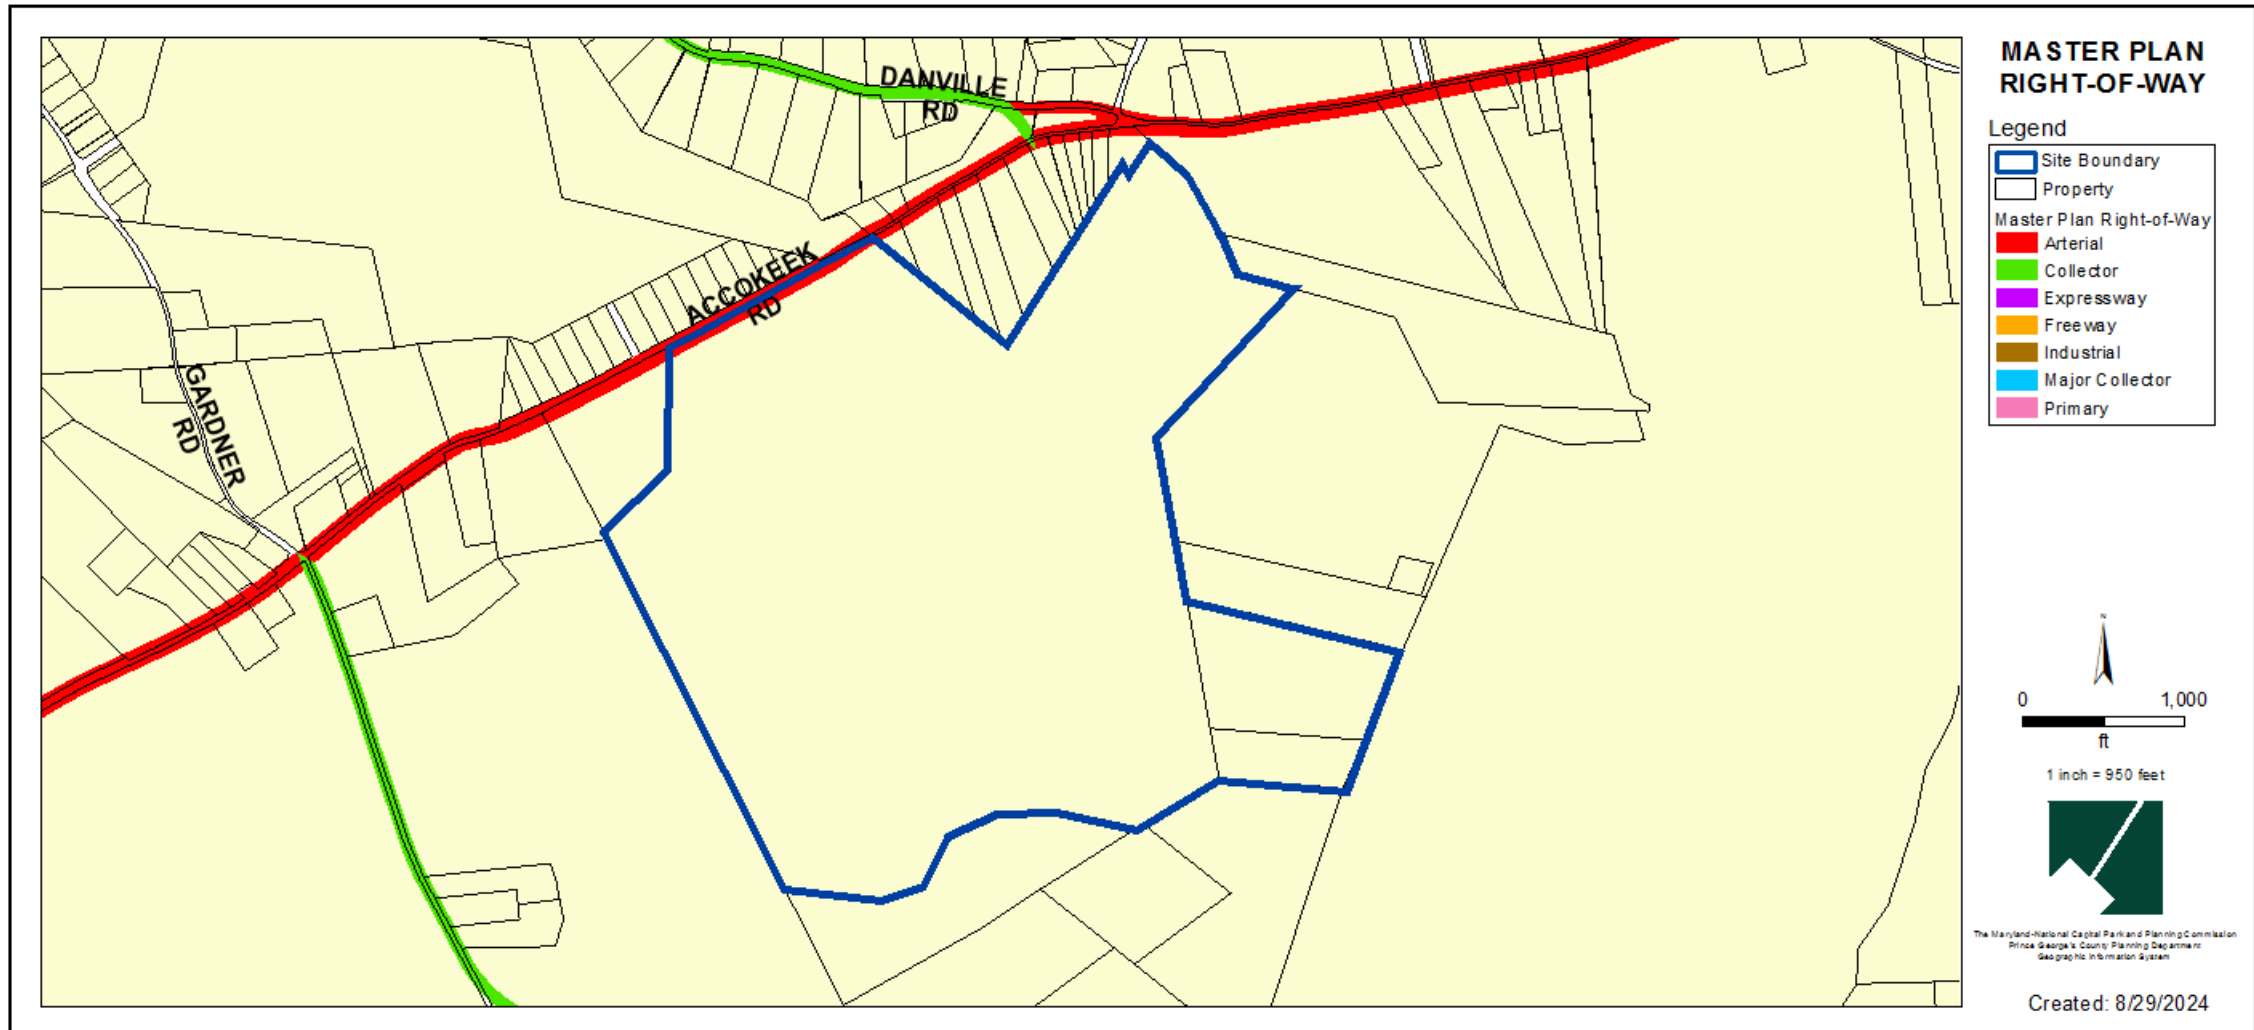 DANVILLE
RD
ACCOKEEK
RD
GARDNER
RD
MASTER PLAN
RIGHT-OF-WAY
Legend
Site Boundary
Property
Master Plan Right-of-Way
Arterial
Collector
Expressway
Freeway
Industrial
Major Collector
Primary
N
0 1,000
ft
1 inch = 950 feet
The Maryland-National Capital Park and Planning Commission
Prince George's County Planning Department
Geographic Information System
Created: 8/29/2024